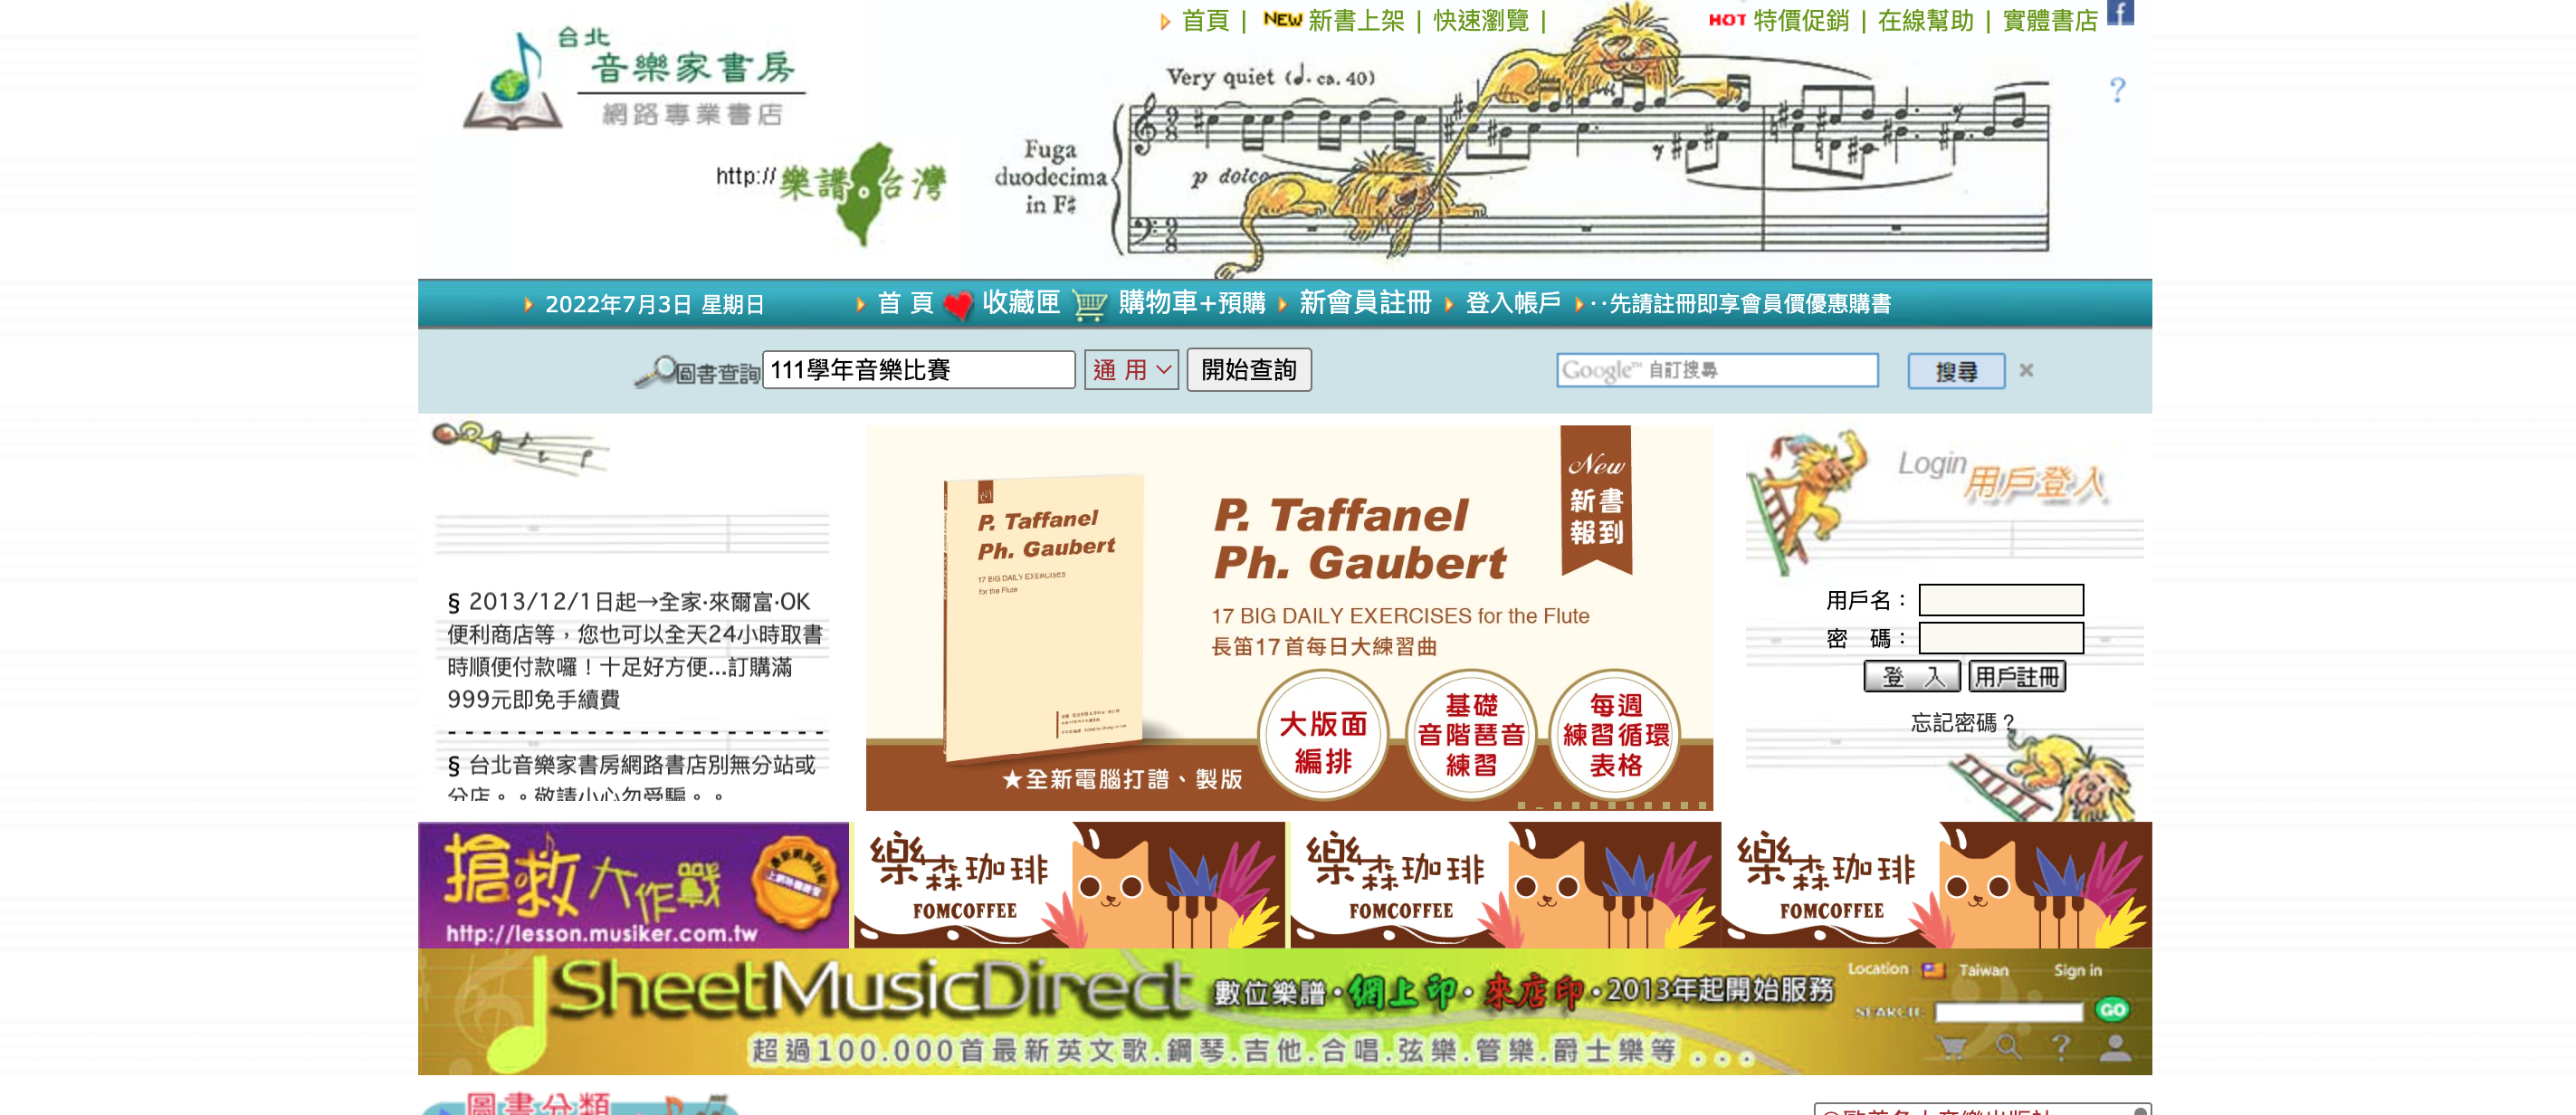 首頁 | NEW 新書上架 | 快速瀏覽 |
HOT 特價促銷 | 在線幫助 | 實體書店 f
台北
音樂家書房
網路專業書店
http://樂譜.台灣
Very quiet (♩. ca. 40)
?
Fuga
duodecima
in F♯
p dolce
2022年7月3日 星期日
首 頁 收藏匣 購物車+預購 新會員註冊 登入帳戶 ‥先請註冊即享會員價優惠購書
圖書查詢 111學年音樂比賽 通 用 開始查詢
Google™ 自訂搜尋 搜尋 ×
§ 2013/12/1日起→全家·來爾富·OK
便利商店等，您也可以全天24小時取書
時順便付款囉！十足好方便...訂購滿
999元即免手續費
§ 台北音樂家書房網路書店別無分站或
分店。。敬請小心勿受騙。。
P. Taffanel
Ph. Gaubert
17 BIG DAILY EXERCISES
for the Flute
New
新書
報到
P. Taffanel
Ph. Gaubert
17 BIG DAILY EXERCISES for the Flute
長笛17首每日大練習曲
大版面
編排
基礎
音階琶音
練習
每週
練習循環
表格
★全新電腦打譜、製版
Login 用戶登入
用戶名：
密　碼：
登　入 用戶註冊
忘記密碼？
搶救大作戰
http://lesson.musiker.com.tw
樂森珈琲
FOMCOFFEE
樂森珈琲
FOMCOFFEE
樂森珈琲
FOMCOFFEE
SheetMusicDirect 數位樂譜•網上印•來店印•2013年起開始服務
Location Taiwan Sign in
SEARCH: GO
超過100.000首最新英文歌.鋼琴.吉他.合唱.弦樂.管樂.爵士樂等...
?
圖書分類